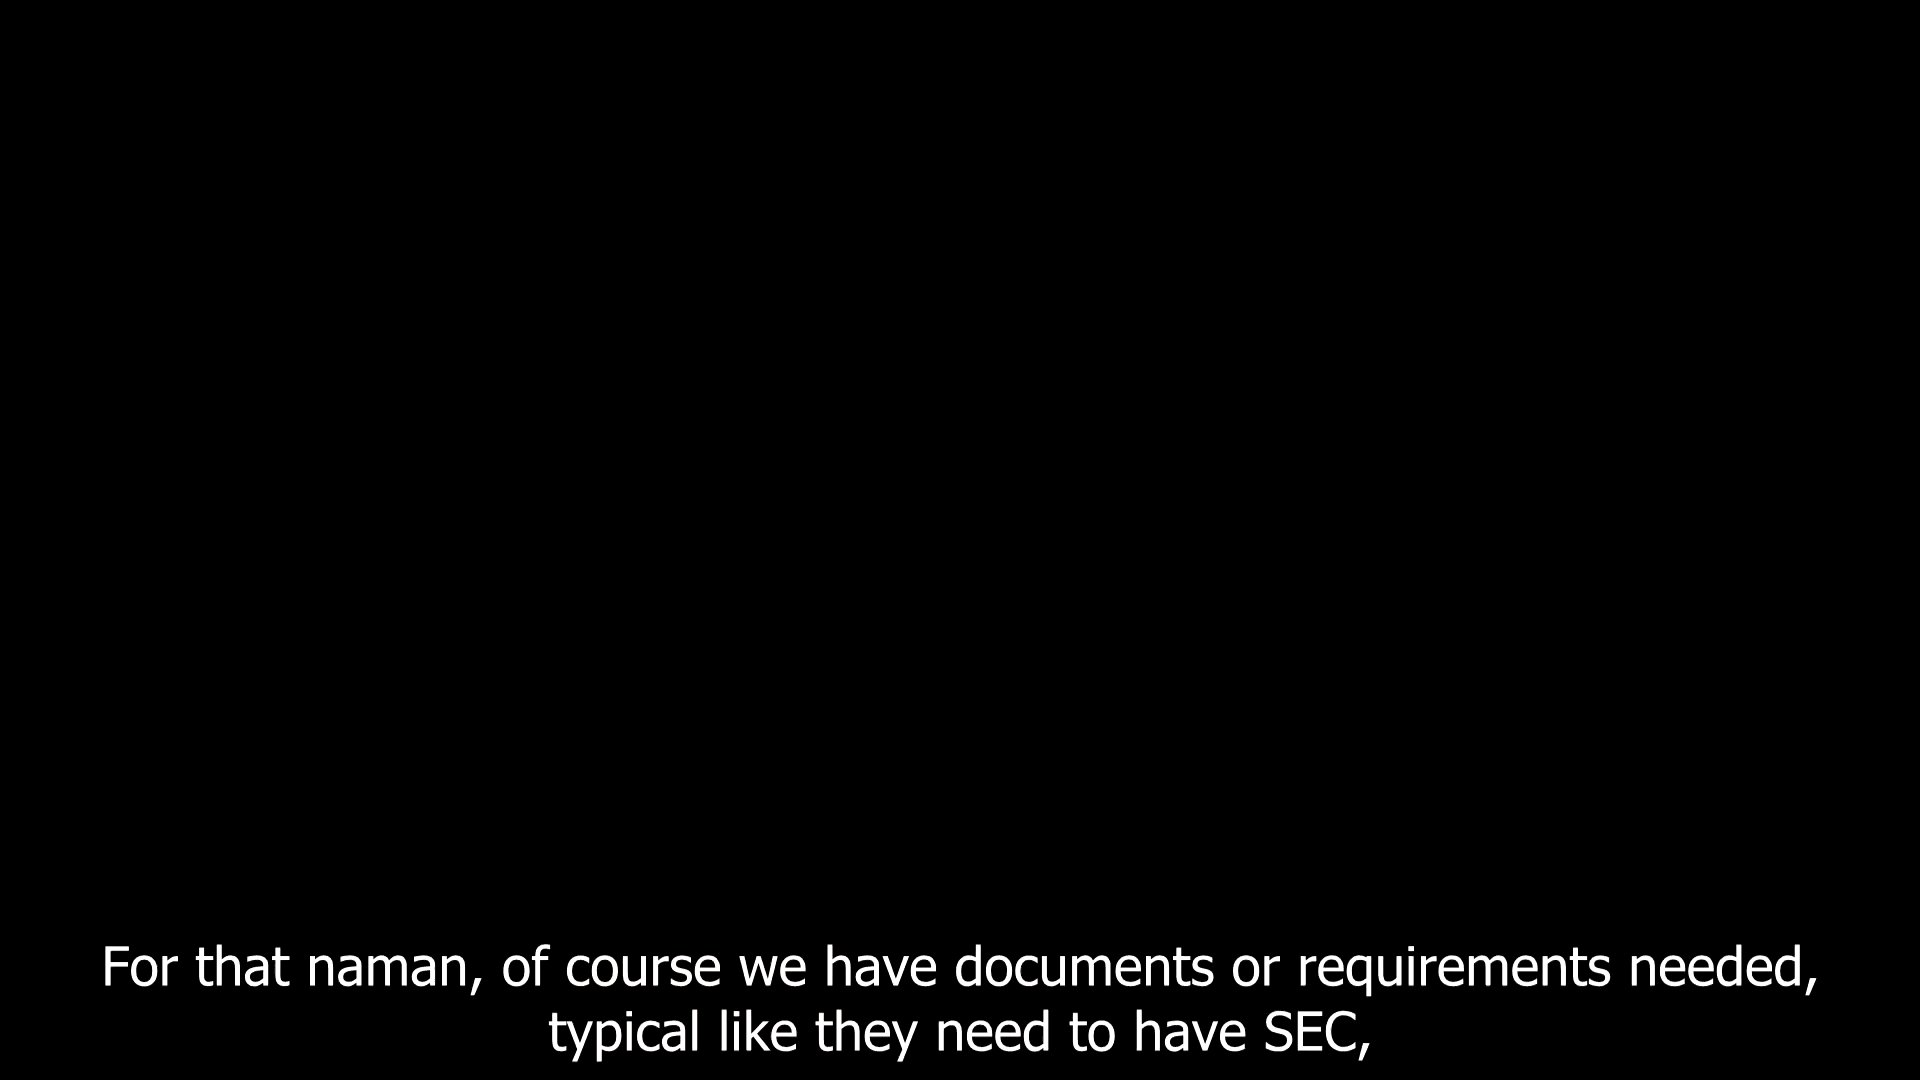 For that naman, of course we have documents or requirements needed,
typical like they need to have SEC,